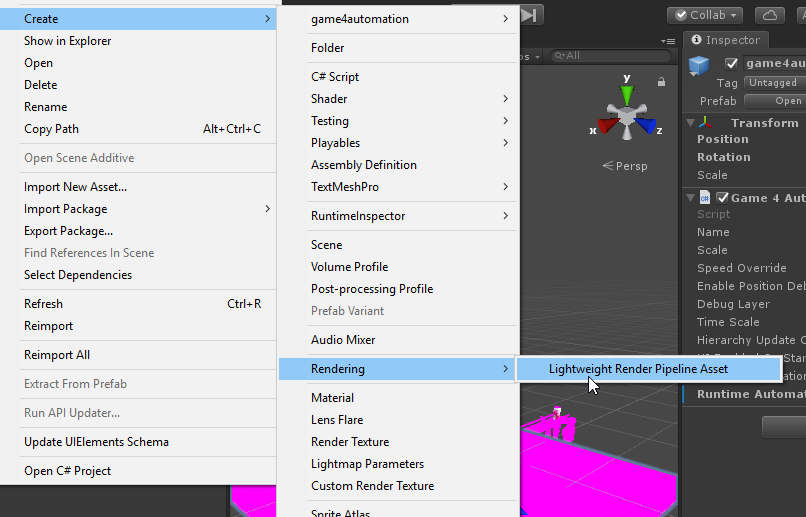 Create
Show in Explorer
Open
Delete
Rename
Copy Path Alt+Ctrl+C
Open Scene Additive
Import New Asset...
Import Package
Export Package...
Find References In Scene
Select Dependencies
Refresh Ctrl+R
Reimport
Reimport All
Extract From Prefab
Run API Updater...
Update UIElements Schema
Open C# Project
game4automation
Folder
C# Script
Shader
Testing
Playables
Assembly Definition
TextMeshPro
RuntimeInspector
Scene
Volume Profile
Post-processing Profile
Prefab Variant
Audio Mixer
Rendering
Material
Lens Flare
Render Texture
Lightmap Parameters
Custom Render Texture
Sprite Atlas
Lightweight Render Pipeline Asset
All
y
x
z
Persp
Collab
Inspector
game4au
Tag Untagged
Prefab Open
Transform
Position
Rotation
Scale
Game 4 Aut
Script
Name
Scale
Speed Override
Enable Position Deb
Debug Layer
Time Scale
Hierarchy Update C
Runtime Automat